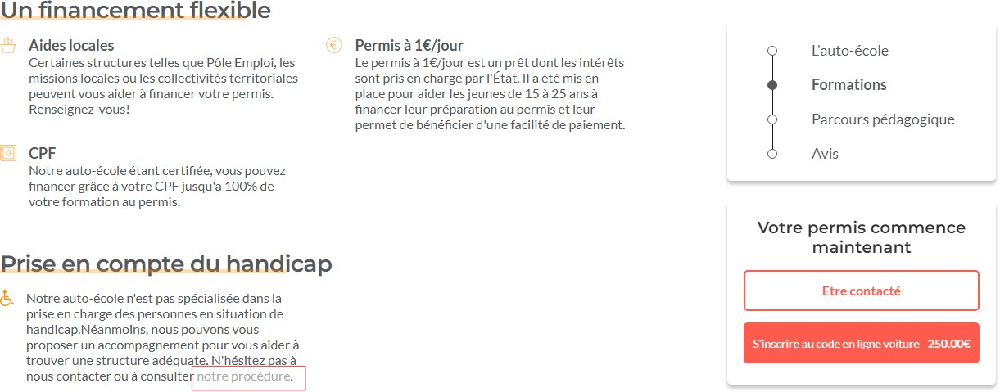 Un financement flexible
Aides locales
Certaines structures telles que Pôle Emploi, les
missions locales ou les collectivités territoriales
peuvent vous aider à financer votre permis.
Renseignez-vous!
Permis à 1€/jour
Le permis à 1€/jour est un prêt dont les intérêts
sont pris en charge par l'État. Il a été mis en
place pour aider les jeunes de 15 à 25 ans à
financer leur préparation au permis et leur
permet de bénéficier d'une facilité de paiement.
CPF
Notre auto-école étant certifiée, vous pouvez
financer grâce à votre CPF jusqu'a 100% de
votre formation au permis.
Prise en compte du handicap
Notre auto-école n'est pas spécialisée dans la
prise en charge des personnes en situation de
handicap.Néanmoins, nous pouvons vous
proposer un accompagnement pour vous aider à
trouver une structure adéquate. N'hésitez pas à
nous contacter ou à consulter notre procédure.
L'auto-école
Formations
Parcours pédagogique
Avis
Votre permis commence
maintenant
Etre contacté
S'inscrire au code en ligne voiture 250.00€